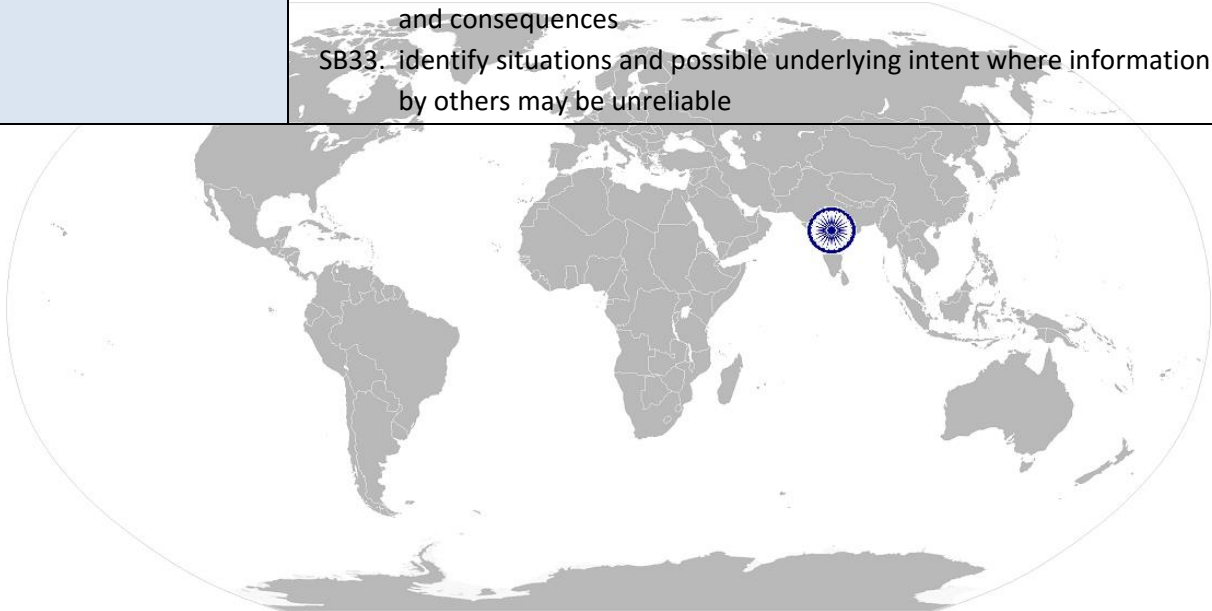 and consequences
SB33. identify situations and possible underlying intent where information
by others may be unreliable